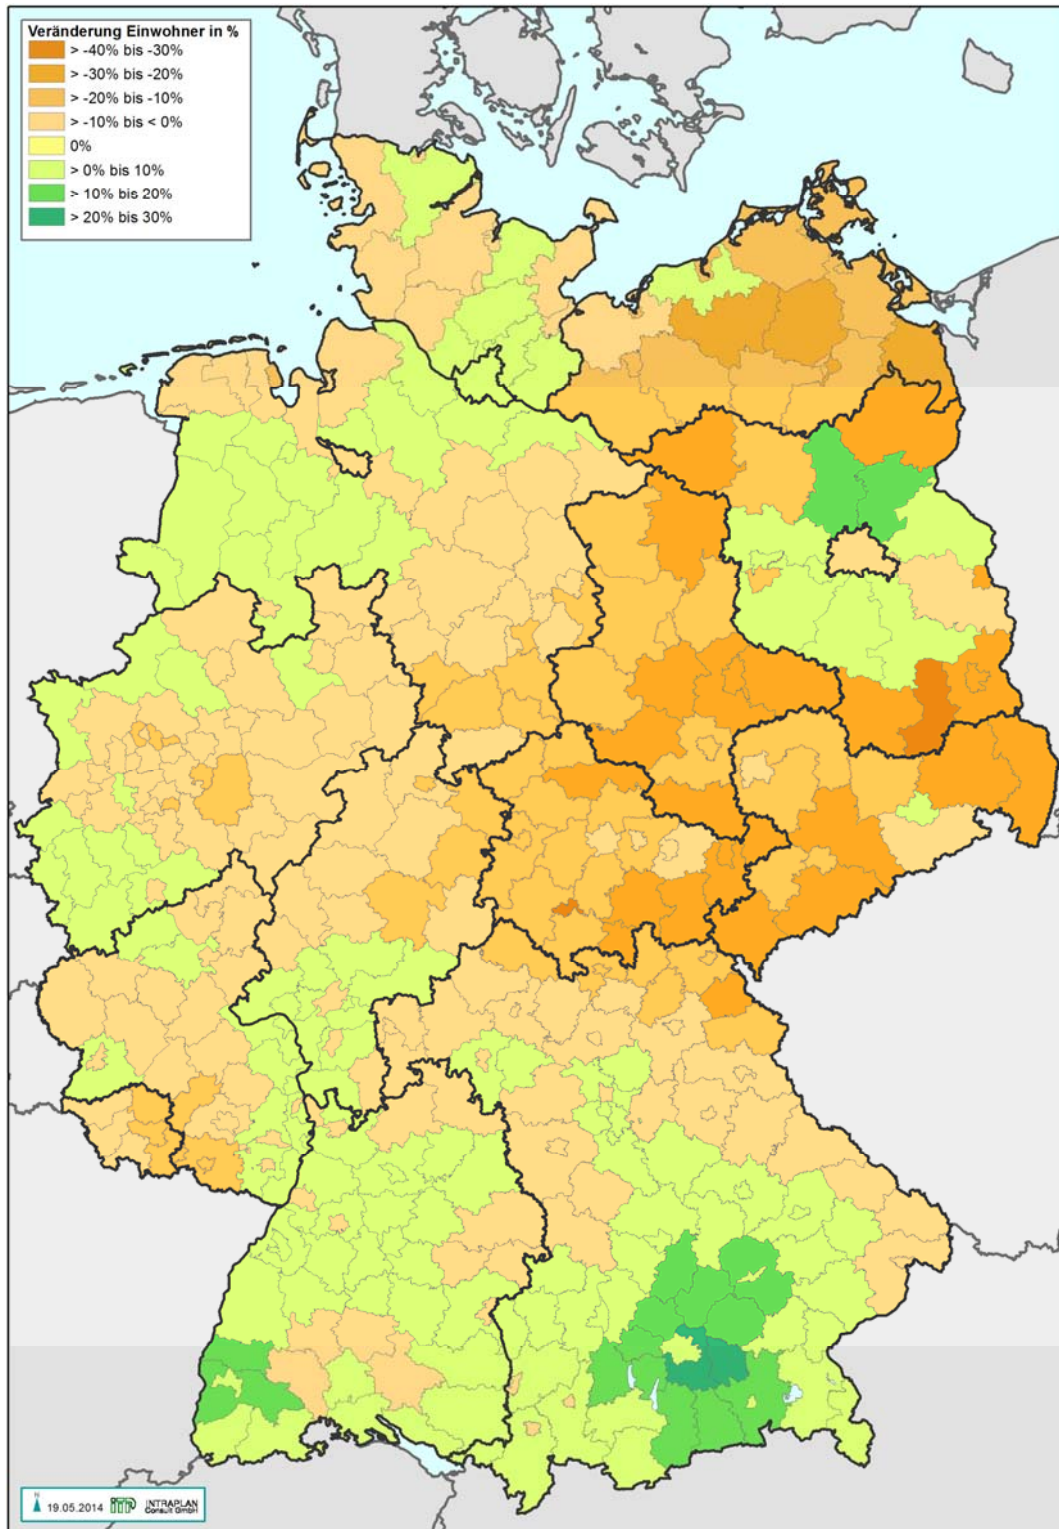 Veränderung Einwohner in %
> -40% bis -30%
> -30% bis -20%
> -20% bis -10%
> -10% bis < 0%
0%
> 0% bis 10%
> 10% bis 20%
> 20% bis 30%
N
19.05.2014
ITP
INTRAPLAN
Consult GmbH